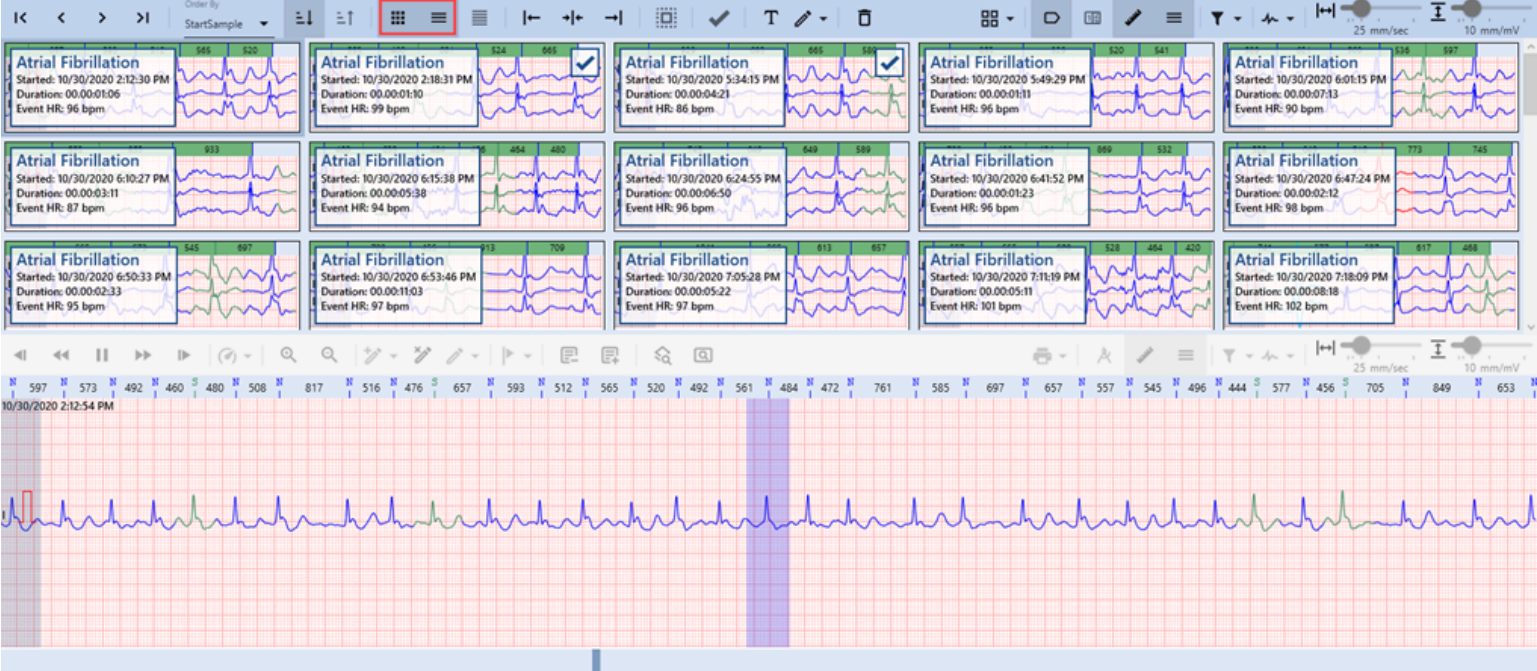 Order By
StartSample
25 mm/sec
10 mm/mV
565 520
Atrial Fibrillation
Started: 10/30/2020 2:12:30 PM
Duration: 00.00:01:06
Event HR: 96 bpm
524 665
Atrial Fibrillation
Started: 10/30/2020 2:18:31 PM
Duration: 00.00:01:10
Event HR: 99 bpm
665 589
Atrial Fibrillation
Started: 10/30/2020 5:34:15 PM
Duration: 00.00:04:21
Event HR: 86 bpm
520 541
Atrial Fibrillation
Started: 10/30/2020 5:49:29 PM
Duration: 00.00:01:11
Event HR: 96 bpm
536 597
Atrial Fibrillation
Started: 10/30/2020 6:01:15 PM
Duration: 00.00:07:13
Event HR: 90 bpm
933
Atrial Fibrillation
Started: 10/30/2020 6:10:27 PM
Duration: 00.00:03:11
Event HR: 87 bpm
464 480
Atrial Fibrillation
Started: 10/30/2020 6:15:38 PM
Duration: 00.00:05:38
Event HR: 94 bpm
649 589
Atrial Fibrillation
Started: 10/30/2020 6:24:55 PM
Duration: 00.00:06:50
Event HR: 96 bpm
869 532
Atrial Fibrillation
Started: 10/30/2020 6:41:52 PM
Duration: 00.00:01:23
Event HR: 96 bpm
773 745
Atrial Fibrillation
Started: 10/30/2020 6:47:24 PM
Duration: 00.00:02:12
Event HR: 98 bpm
545 697
Atrial Fibrillation
Started: 10/30/2020 6:50:33 PM
Duration: 00.00:02:33
Event HR: 95 bpm
709
Atrial Fibrillation
Started: 10/30/2020 6:53:46 PM
Duration: 00.00:11:03
Event HR: 97 bpm
613 657
Atrial Fibrillation
Started: 10/30/2020 7:05:28 PM
Duration: 00.00:05:22
Event HR: 97 bpm
528 464 420
Atrial Fibrillation
Started: 10/30/2020 7:11:19 PM
Duration: 00.00:05:11
Event HR: 101 bpm
617 468
Atrial Fibrillation
Started: 10/30/2020 7:18:09 PM
Duration: 00.00:08:18
Event HR: 102 bpm
25 mm/sec
10 mm/mV
N 597 N 573 N 492 N 460 S 480 N 508 N 817 N 516 N 476 S 657 N 593 N 512 N 565 N 520 N 492 N 561 N 484 N 472 N 761 N 585 N 697 N 657 N 557 N 545 N 496 N 444 S 577 N 456 S 705 N 849 N 653 N
10/30/2020 2:12:54 PM
I